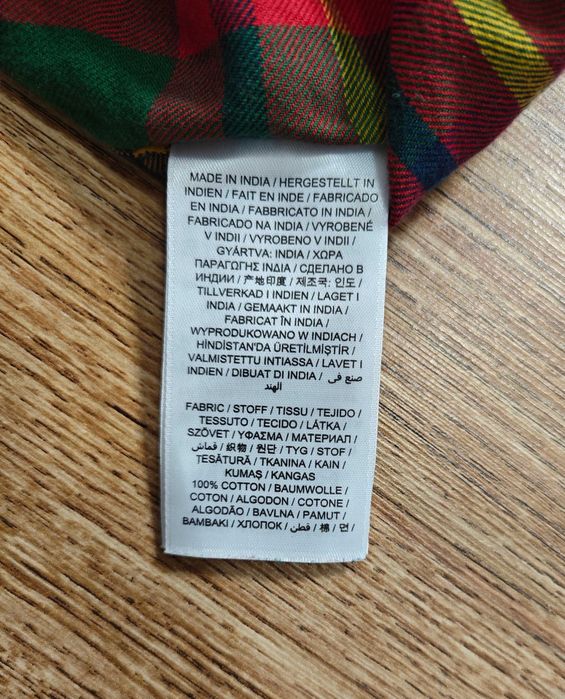 MADE IN INDIA / HERGESTELLT IN
INDIEN / FAIT EN INDE / FABRICADO
EN INDIA / FABBRICATO IN INDIA /
FABRICADO NA INDIA / VYROBENÉ
V INDII / VYROBENO V INDII /
GYÁRTVA: INDIA / ΧΩΡΑ
ΠΑΡΑΓΩΓΗΣ ΙΝΔΙΑ / СДЕЛАНО В
ИНДИИ / 产地印度 / 제조국: 인도 /
TILLVERKAD I INDIEN / LAGET I
INDIA / GEMAAKT IN INDIA /
FABRICAT ÎN INDIA /
WYPRODUKOWANO W INDIACH /
HİNDİSTAN'DA ÜRETİLMİŞTİR /
VALMISTETTU INTIASSA / LAVET I
INDIEN / DIBUAT DI INDIA / صنع في
الهند
FABRIC / STOFF / TISSU / TEJIDO /
TESSUTO / TECIDO / LÁTKA /
SZÖVET / ΥΦΑΣΜΑ / МАТЕРИАЛ /
قماش / 织物 / 원단 / TYG / STOF /
ŢESĂTURĂ / TKANINA / KAIN /
KUMAŞ / KANGAS
100% COTTON / BAUMWOLLE /
COTON / ALGODON / COTONE /
ALGODÃO / BAVLNA / PAMUT /
ΒΑΜΒΑΚΙ / ХЛОПОК / قطن / 棉 / 면 /